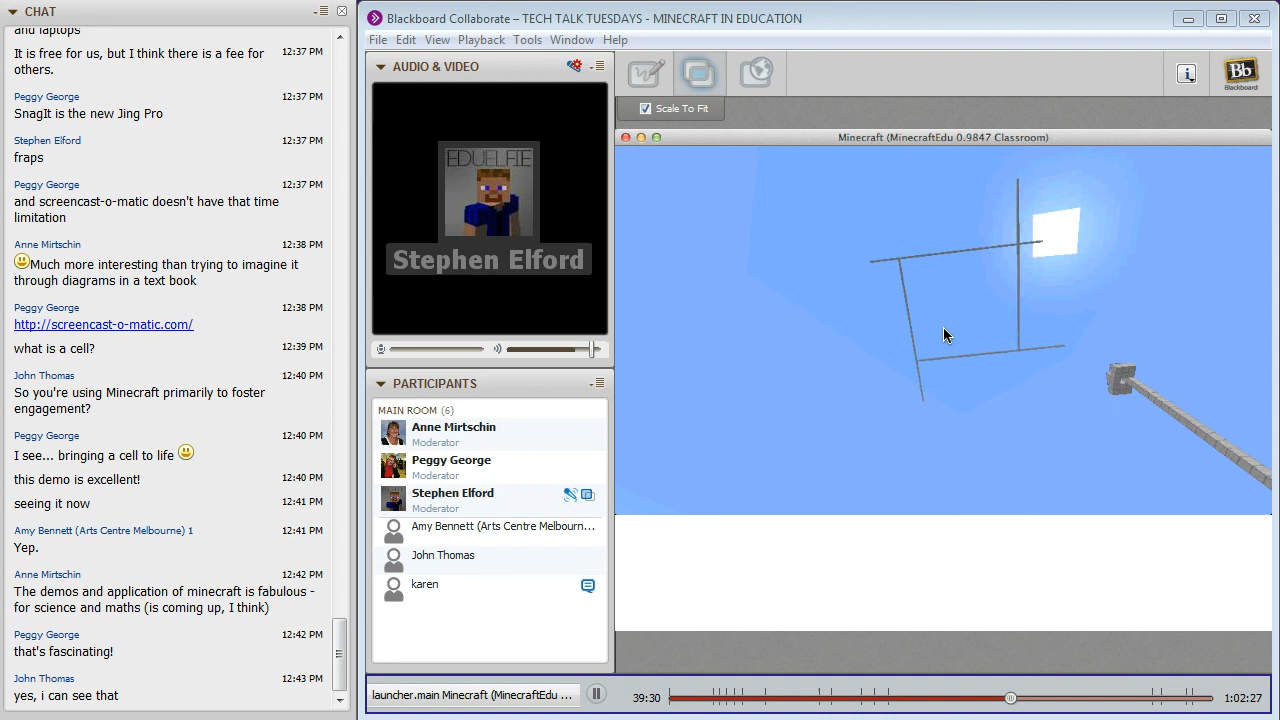 CHAT
and laptops
It is free for us, but I think there is a fee for 12:37 PM
others.
Peggy George 12:37 PM
SnagIt is the new Jing Pro
Stephen Elford 12:37 PM
fraps
Peggy George 12:37 PM
and screencast-o-matic doesn't have that time
limitation
Anne Mirtschin 12:38 PM
Much more interesting than trying to imagine it
through diagrams in a text book
Peggy George 12:38 PM
http://screencast-o-matic.com/
what is a cell? 12:39 PM
John Thomas 12:40 PM
So you're using Minecraft primarily to foster
engagement?
Peggy George 12:40 PM
I see... bringing a cell to life
this demo is excellent! 12:40 PM
seeing it now 12:41 PM
Amy Bennett (Arts Centre Melbourne) 1 12:41 PM
Yep.
Anne Mirtschin 12:42 PM
The demos and application of minecraft is fabulous -
for science and maths (is coming up, I think)
Peggy George 12:42 PM
that's fascinating!
John Thomas 12:43 PM
yes, i can see that
Blackboard Collaborate – TECH TALK TUESDAYS - MINECRAFT IN EDUCATION
File Edit View Playback Tools Window Help
AUDIO & VIDEO
EDUELFIE
Stephen Elford
PARTICIPANTS
MAIN ROOM (6)
Anne Mirtschin
Moderator
Peggy George
Moderator
Stephen Elford
Moderator
Amy Bennett (Arts Centre Melbourn...
John Thomas
karen
Bb
Blackboard
Scale To Fit
Minecraft (MinecraftEdu 0.9847 Classroom)
launcher.main Minecraft (MinecraftEdu ... 39:30 1:02:27